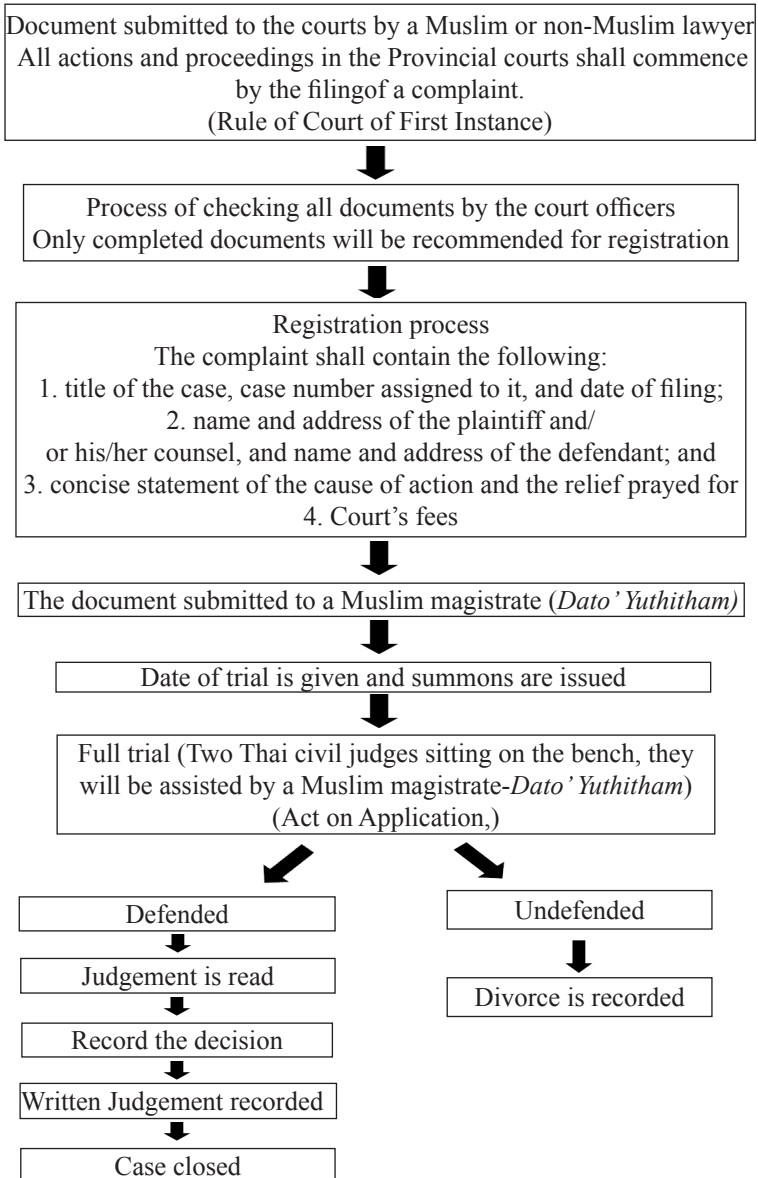 Document submitted to the courts by a Muslim or non-Muslim lawyer
All actions and proceedings in the Provincial courts shall commence
by the filingof a complaint.
(Rule of Court of First Instance)
Process of checking all documents by the court officers
Only completed documents will be recommended for registration
Registration process
The complaint shall contain the following:
1. title of the case, case number assigned to it, and date of filing;
2. name and address of the plaintiff and/
or his/her counsel, and name and address of the defendant; and
3. concise statement of the cause of action and the relief prayed for
4. Court’s fees
The document submitted to a Muslim magistrate (Dato’ Yuthitham)
Date of trial is given and summons are issued
Full trial (Two Thai civil judges sitting on the bench, they
will be assisted by a Muslim magistrate-Dato’ Yuthitham)
(Act on Application,)
Defended
Judgement is read
Record the decision
Written Judgement recorded
Case closed
Undefended
Divorce is recorded